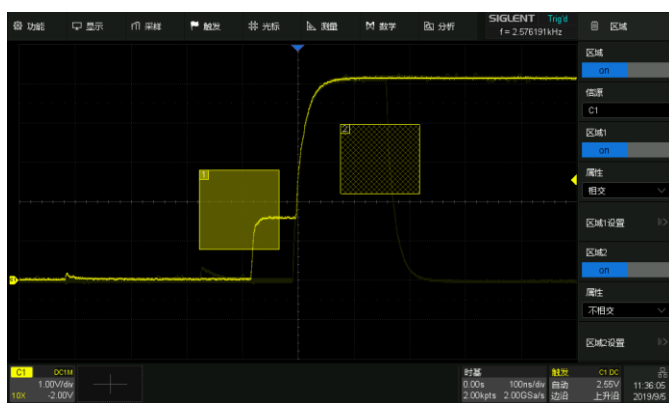 功能 显示 采样 触发 光标 测量 数学 分析 SIGLENT Trig'd 区域
f = 2.576191kHz
区域
on
信源
C1
区域1
on
属性
相交
区域1设置
区域2
on
属性
不相交
区域2设置
1
2
C1 DC1M
1.00V/div
10X -2.00V
时基
0.00s 100ns/div
2.00kpts 2.00GSa/s
触发 C1 DC
自动 2.55V
边沿 上升沿
11:36:05
2019/9/5